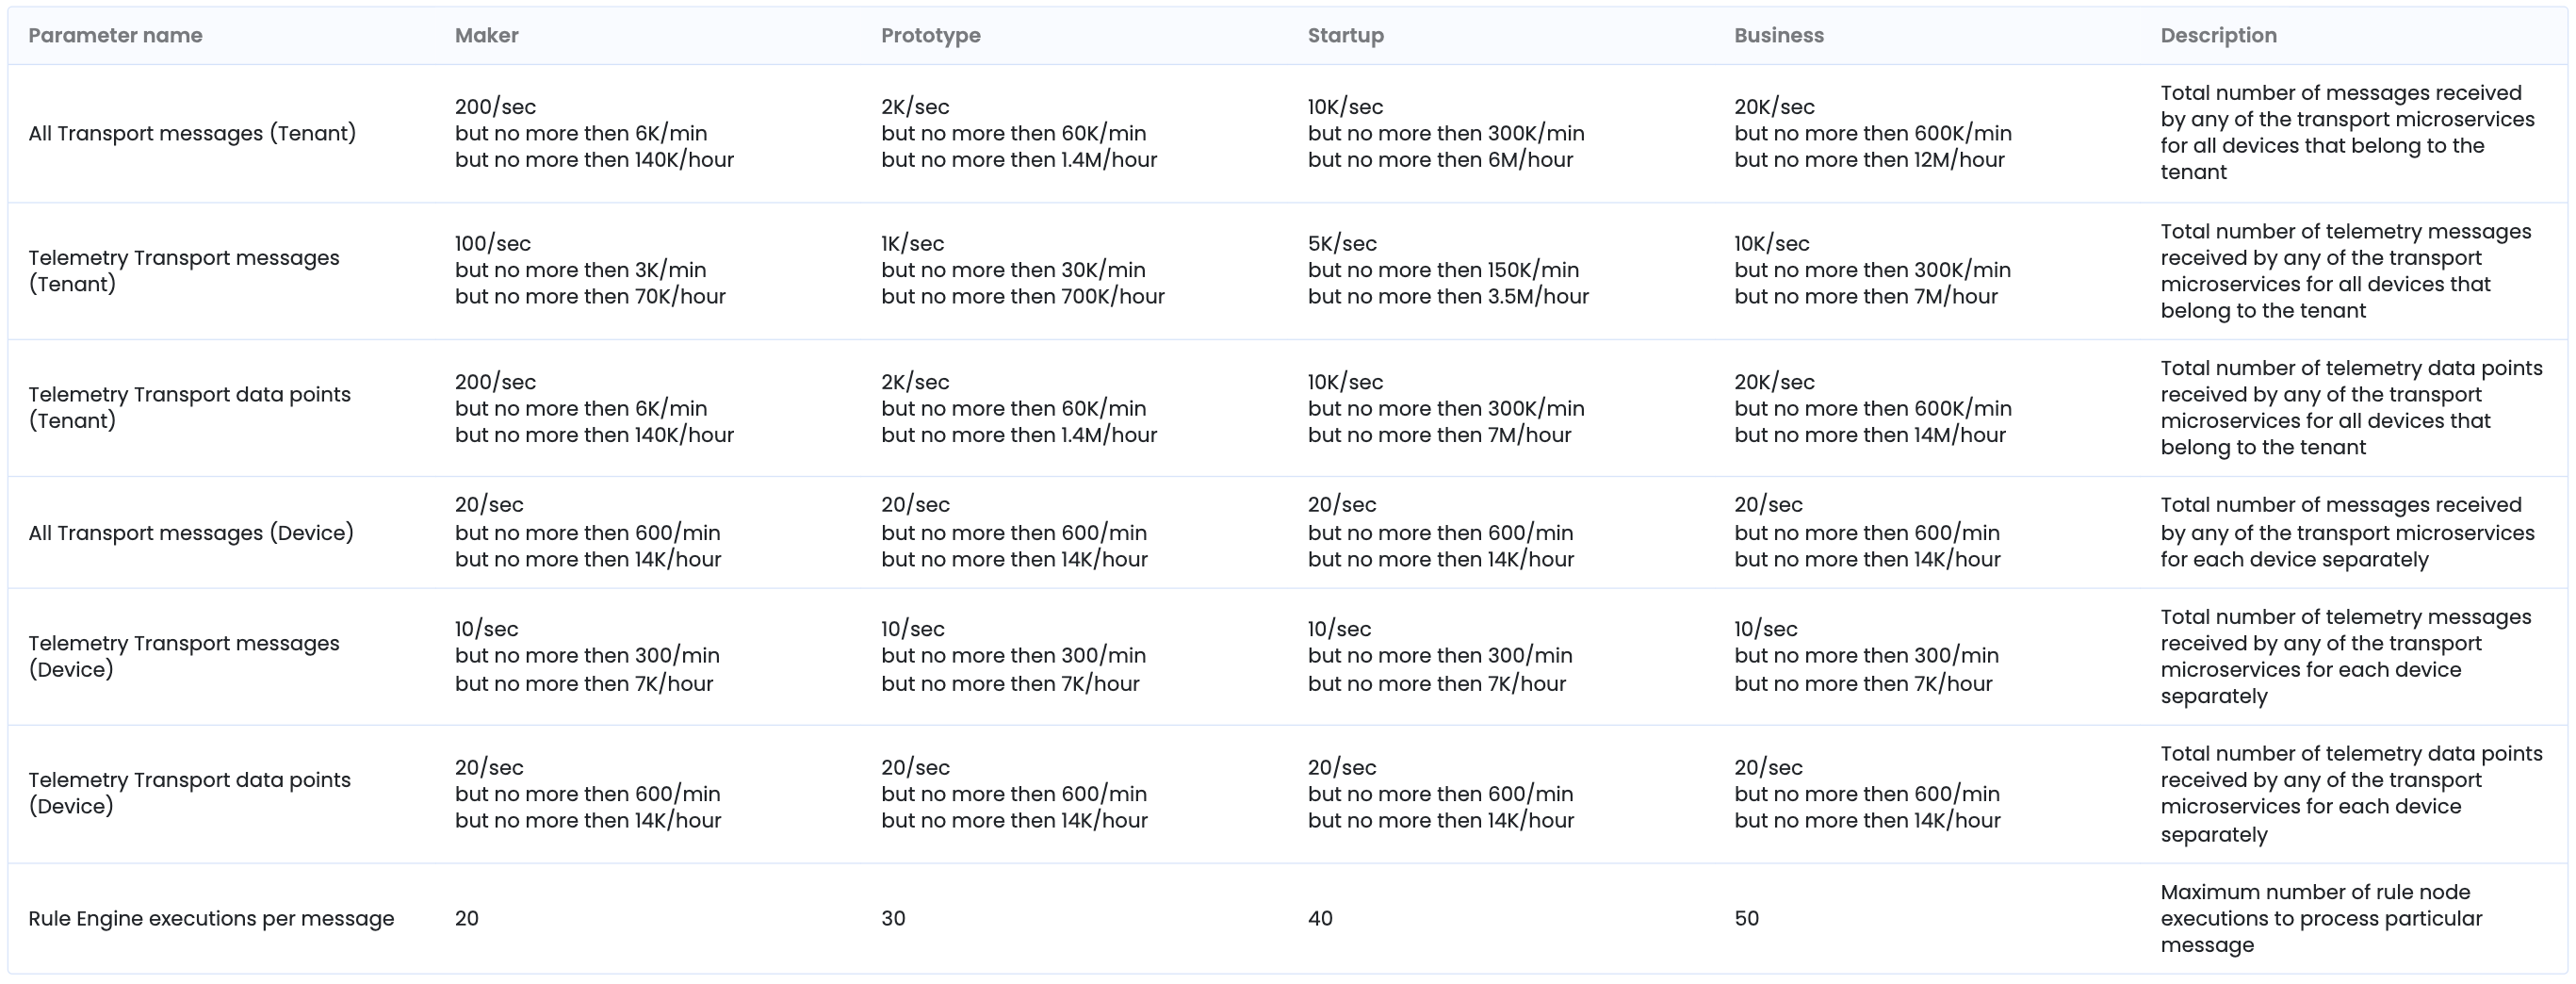 Parameter name Maker Prototype Startup Business Description
All Transport messages (Tenant)
200/sec
but no more then 6K/min
but no more then 140K/hour
2K/sec
but no more then 60K/min
but no more then 1.4M/hour
10K/sec
but no more then 300K/min
but no more then 6M/hour
20K/sec
but no more then 600K/min
but no more then 12M/hour
Total number of messages received
by any of the transport microservices
for all devices that belong to the
tenant
Telemetry Transport messages
(Tenant)
100/sec
but no more then 3K/min
but no more then 70K/hour
1K/sec
but no more then 30K/min
but no more then 700K/hour
5K/sec
but no more then 150K/min
but no more then 3.5M/hour
10K/sec
but no more then 300K/min
but no more then 7M/hour
Total number of telemetry messages
received by any of the transport
microservices for all devices that
belong to the tenant
Telemetry Transport data points
(Tenant)
200/sec
but no more then 6K/min
but no more then 140K/hour
2K/sec
but no more then 60K/min
but no more then 1.4M/hour
10K/sec
but no more then 300K/min
but no more then 7M/hour
20K/sec
but no more then 600K/min
but no more then 14M/hour
Total number of telemetry data points
received by any of the transport
microservices for all devices that
belong to the tenant
All Transport messages (Device)
20/sec
but no more then 600/min
but no more then 14K/hour
20/sec
but no more then 600/min
but no more then 14K/hour
20/sec
but no more then 600/min
but no more then 14K/hour
20/sec
but no more then 600/min
but no more then 14K/hour
Total number of messages received
by any of the transport microservices
for each device separately
Telemetry Transport messages
(Device)
10/sec
but no more then 300/min
but no more then 7K/hour
10/sec
but no more then 300/min
but no more then 7K/hour
10/sec
but no more then 300/min
but no more then 7K/hour
10/sec
but no more then 300/min
but no more then 7K/hour
Total number of telemetry messages
received by any of the transport
microservices for each device
separately
Telemetry Transport data points
(Device)
20/sec
but no more then 600/min
but no more then 14K/hour
20/sec
but no more then 600/min
but no more then 14K/hour
20/sec
but no more then 600/min
but no more then 14K/hour
20/sec
but no more then 600/min
but no more then 14K/hour
Total number of telemetry data points
received by any of the transport
microservices for each device
separately
Rule Engine executions per message
20
30
40
50
Maximum number of rule node
executions to process particular
message